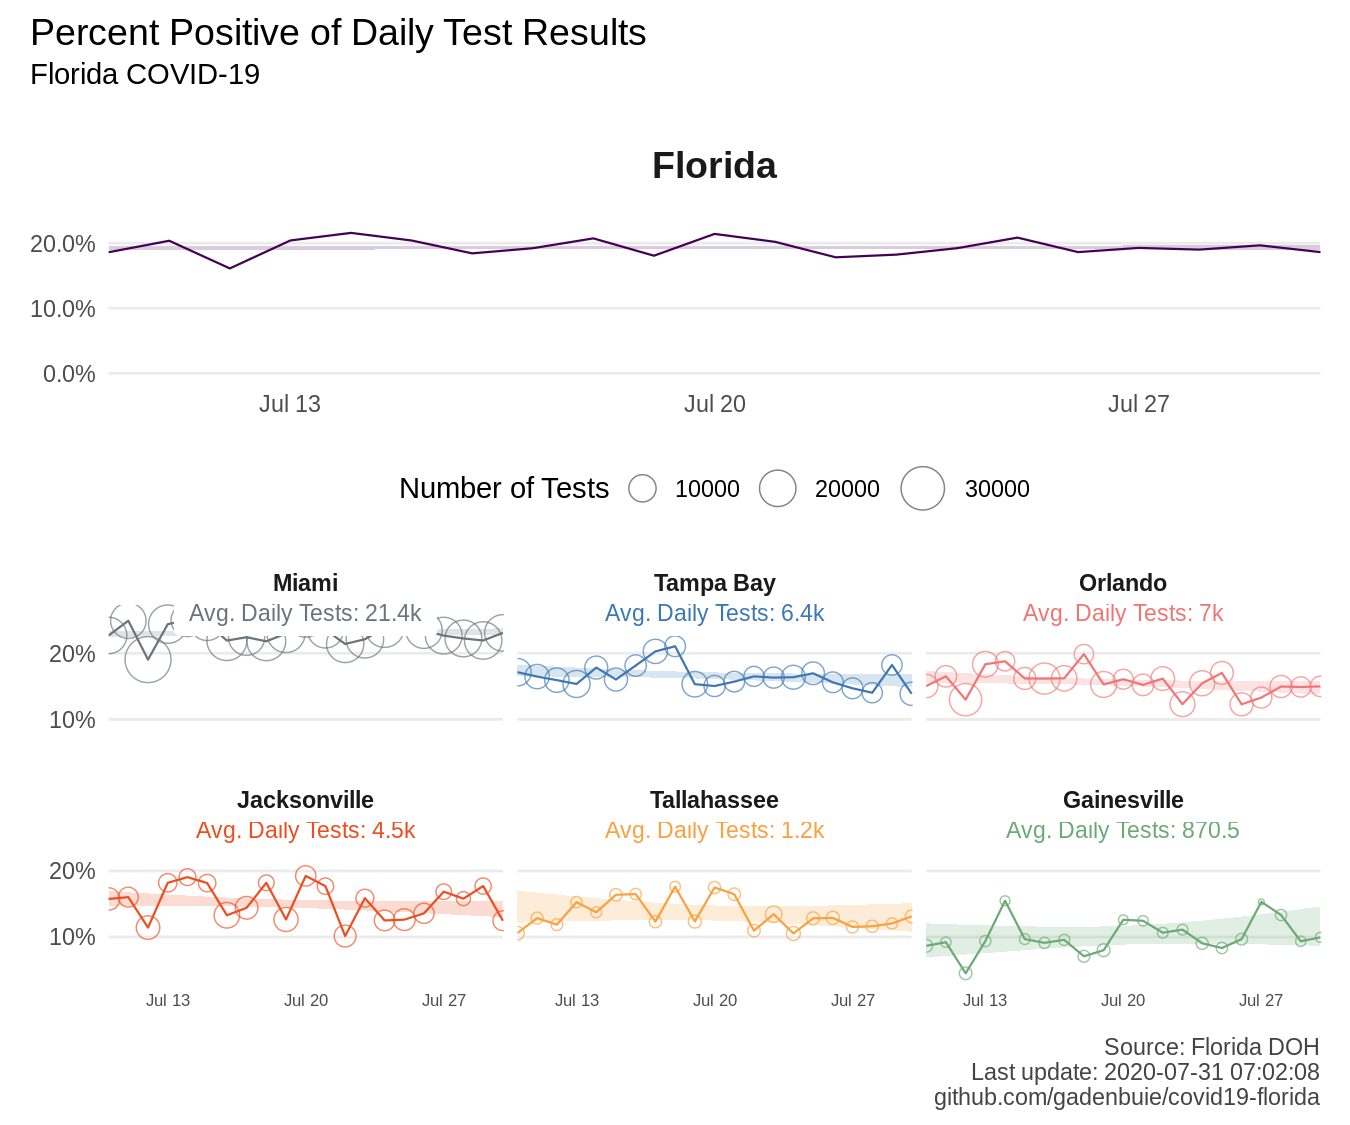 Percent Positive of Daily Test Results
Florida COVID-19
Florida
20.0%
10.0%
0.0%
Jul 13 Jul 20 Jul 27
Number of Tests 10000 20000 30000
Miami Tampa Bay Orlando
Avg. Daily Tests: 21.4k Avg. Daily Tests: 6.4k Avg. Daily Tests: 7k
20%
10%
Jacksonville Tallahassee Gainesville
Avg. Daily Tests: 4.5k Avg. Daily Tests: 1.2k Avg. Daily Tests: 870.5
20%
10%
Jul 13 Jul 20 Jul 27 Jul 13 Jul 20 Jul 27 Jul 13 Jul 20 Jul 27
Source: Florida DOH
Last update: 2020-07-31 07:02:08
github.com/gadenbuie/covid19-florida